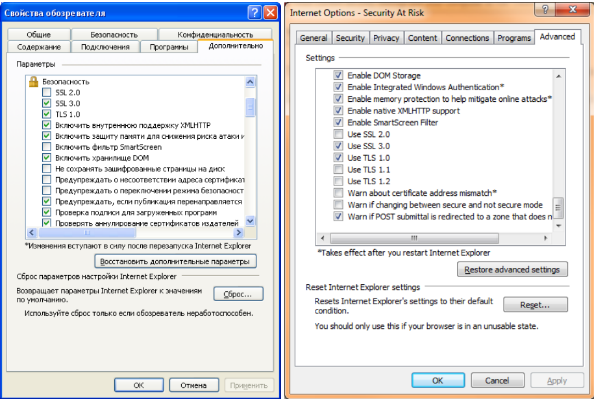 Свойства обозревателя
Общие
Безопасность
Конфиденциальность
Содержание
Подключения
Программы
Дополнительно
Параметры
Безопасность
SSL 2.0
SSL 3.0
TLS 1.0
Включить внутреннюю поддержку XMLHTTP
Включить защиту памяти для снижения риска атаки и
Включить фильтр SmartScreen
Включить хранилище DOM
Не сохранять зашифрованные страницы на диск
Предупреждать о несоответствии адреса сертификат
Предупреждать о переключении режима безопасност
Предупреждать, если публикация перенаправляется
Проверка подписи для загруженных программ
Проверять аннулирование сертификатов издателей
*Изменения вступают в силу после перезапуска Internet Explorer
Восстановить дополнительные параметры
Сброс параметров настройки Internet Explorer
Возвращает параметры Internet Explorer к значениям
по умолчанию.
Сброс...
Используйте сброс только если обозреватель неработоспособен.
ОК
Отмена
Применить
Internet Options - Security At Risk
General
Security
Privacy
Content
Connections
Programs
Advanced
Settings
Enable DOM Storage
Enable Integrated Windows Authentication*
Enable memory protection to help mitigate online attacks*
Enable native XMLHTTP support
Enable SmartScreen Filter
Use SSL 2.0
Use SSL 3.0
Use TLS 1.0
Use TLS 1.1
Use TLS 1.2
Warn about certificate address mismatch*
Warn if changing between secure and not secure mode
Warn if POST submittal is redirected to a zone that does n
*Takes effect after you restart Internet Explorer
Restore advanced settings
Reset Internet Explorer settings
Resets Internet Explorer's settings to their default
condition.
Reset...
You should only use this if your browser is in an unusable state.
OK
Cancel
Apply